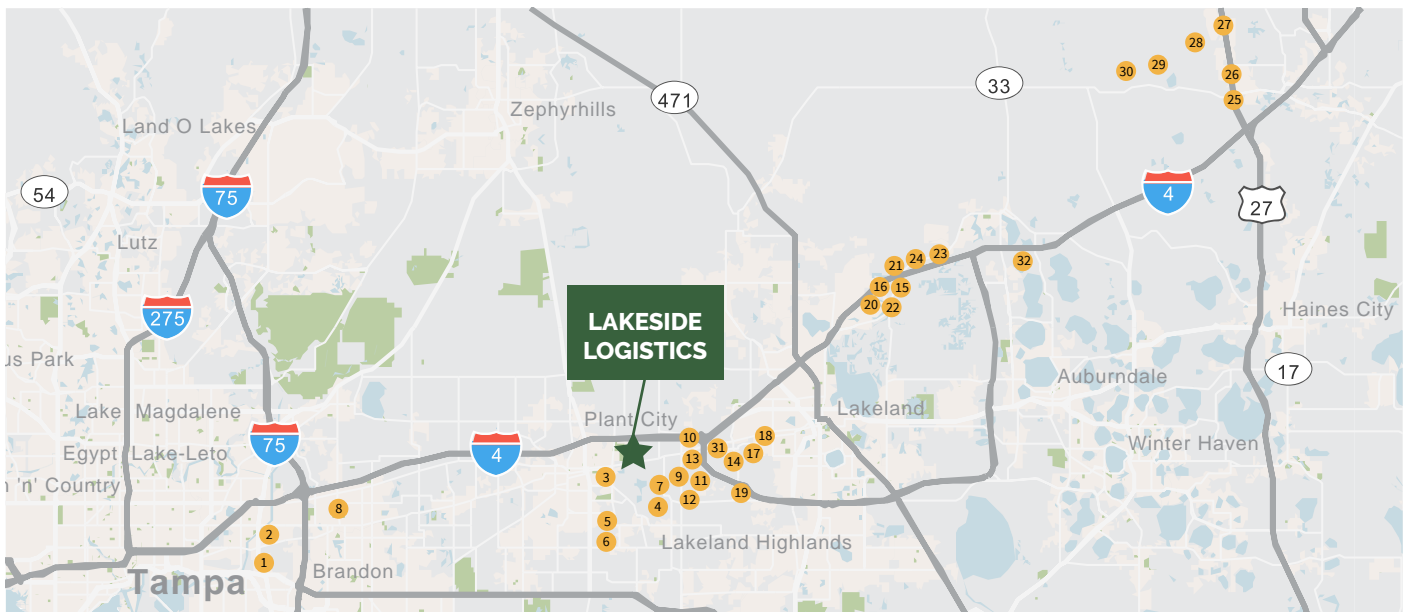 27
28
29
30
26
33
471
25
Zephyrhills
Land O Lakes
54
75
4
27
Lutz
23
24
21
32
16
15
20
22
275
LAKESIDE
LOGISTICS
Haines City
us Park
17
Auburndale
Lake Magdalene
Plant City
Lakeland
75
10
18
Winter Haven
Egypt Lake-Leto
4
31
17
13
14
n 'n' Country
3
9
7
11
19
12
4
8
5
2
6
Lakeland Highlands
1
Brandon
Tampa